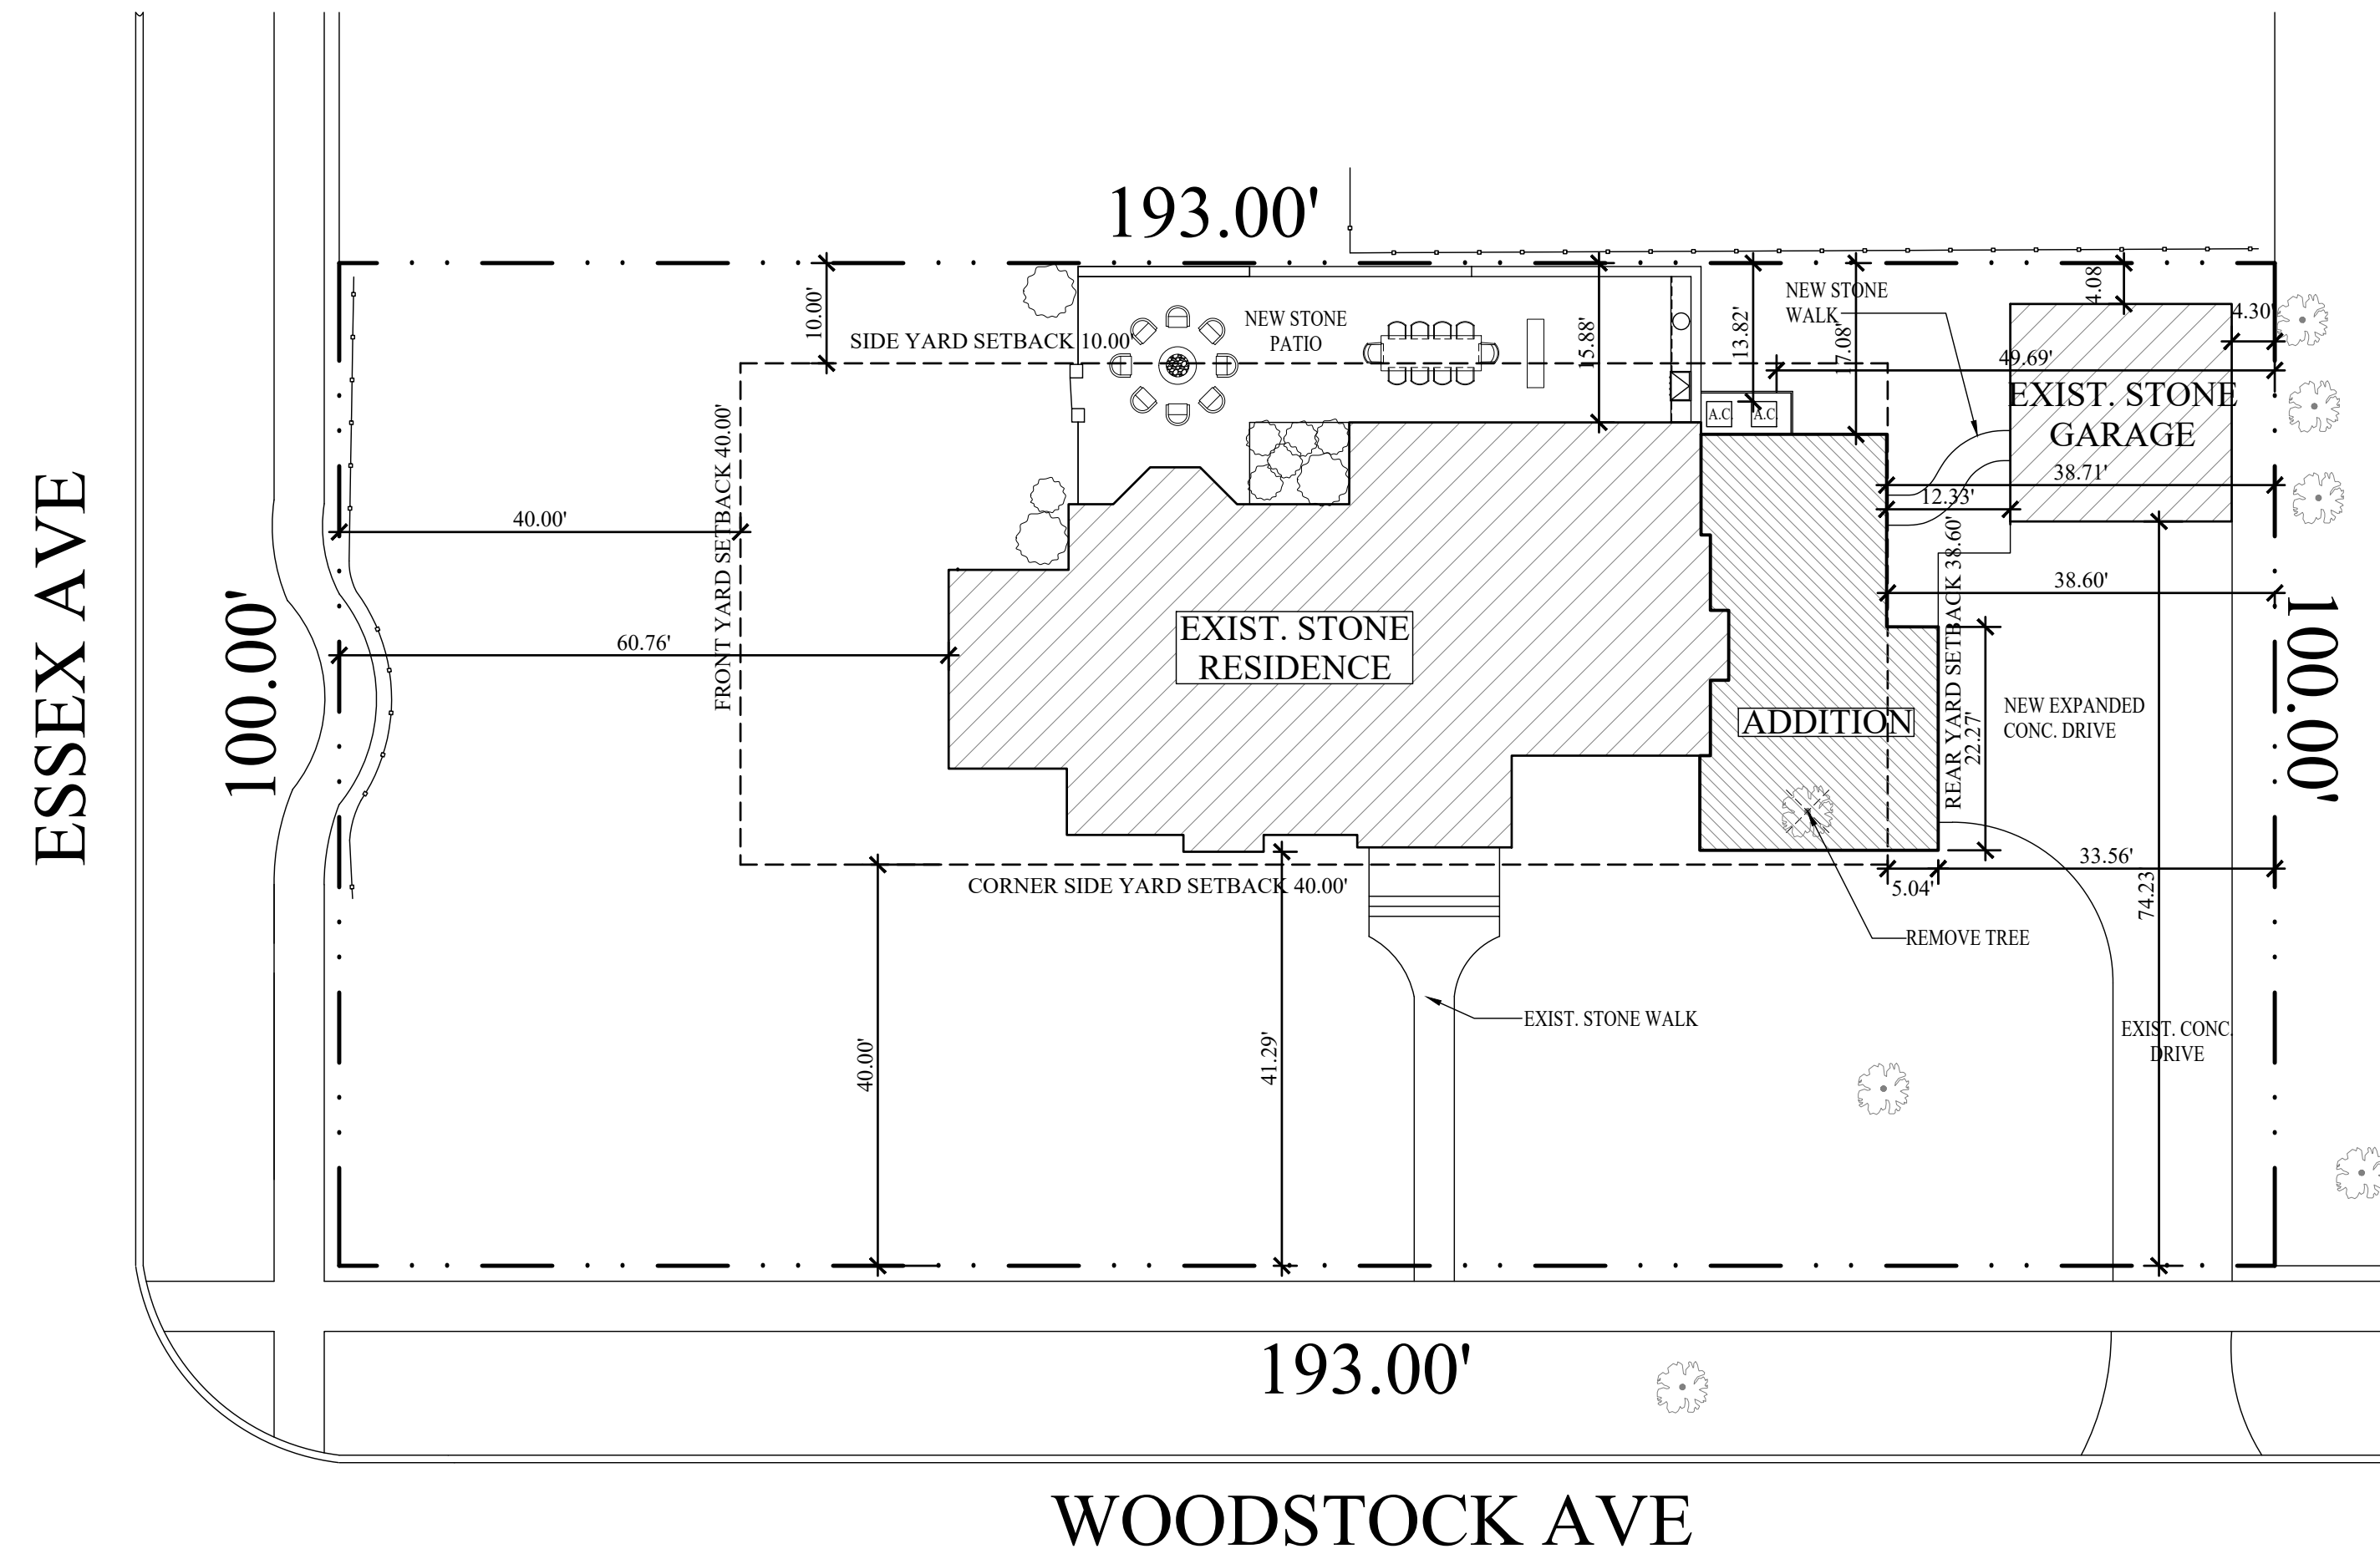 193.00'
10.00'
SIDE YARD SETBACK 10.00'
NEW STONE
PATIO
15.88'
13.82'
17.08'
NEW STONE
WALK
4.08
4.30'
49.69'
EXIST. STONE
GARAGE
A.C.
A.C.
38.71'
12.33'
38.60'
ESSEX AVE
100.00'
40.00'
60.76'
FRONT YARD SETBACK 40.00'
EXIST. STONE
RESIDENCE
ADDITION
REAR YARD SETBACK 38.60'
22.27'
NEW EXPANDED
CONC. DRIVE
100.00'
CORNER SIDE YARD SETBACK 40.00'
33.56'
5.04'
74.23'
REMOVE TREE
40.00'
41.29'
EXIST. STONE WALK
EXIST. CONC.
DRIVE
193.00'
WOODSTOCK AVE